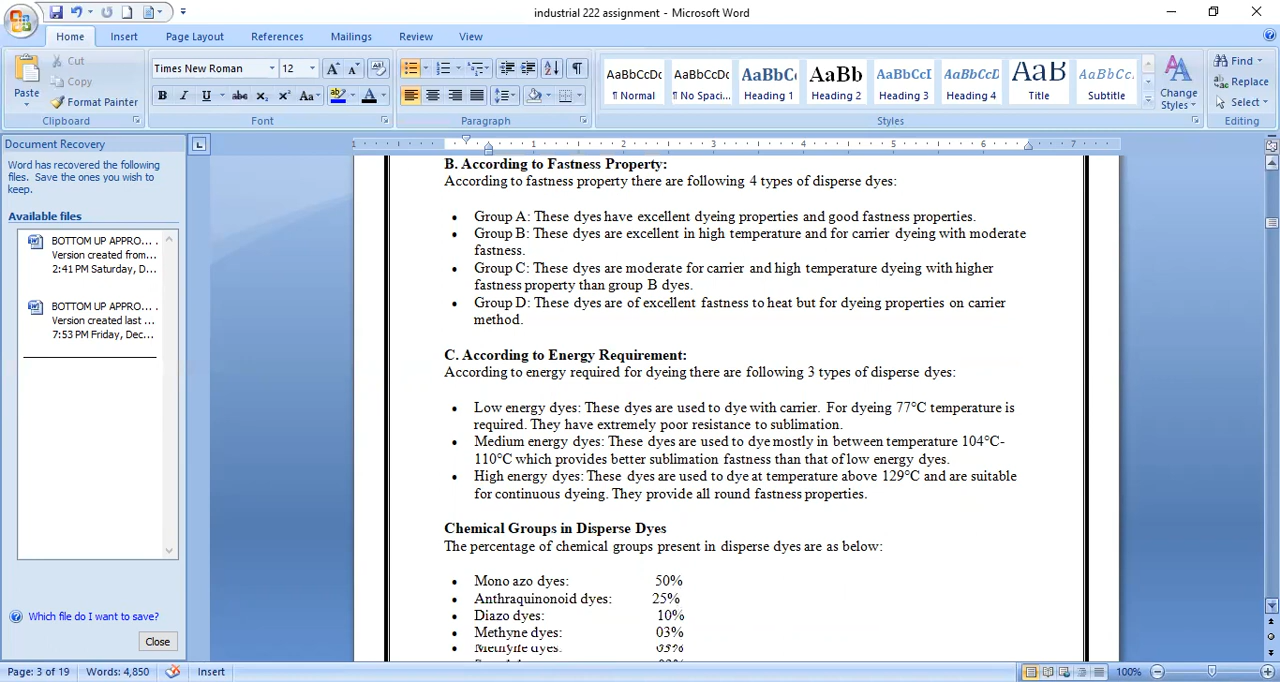 industrial 222 assignment - Microsoft Word
Home Insert Page Layout References Mailings Review View
Paste
Cut
Copy
Format Painter
Clipboard
Times New Roman 12
Font
Paragraph
AaBbCcDc AaBbCcDc AaBbC AaBb AaBbCcI AaBbCcD AaB AaBbCc.
¶ Normal ¶ No Spaci... Heading 1 Heading 2 Heading 3 Heading 4 Title Subtitle
Styles
Change
Styles
Find
Replace
Select
Editing
Document Recovery
Word has recovered the following
files. Save the ones you wish to
keep.
Available files
BOTTOM UP APPRO...
Version created from...
2:41 PM Saturday, D...
BOTTOM UP APPRO...
Version created last ...
7:53 PM Friday, Dec...
Which file do I want to save?
Close
1 1 2 3 4 5 6 7
B. According to Fastness Property:
According to fastness property there are following 4 types of disperse dyes:
• Group A: These dyes have excellent dyeing properties and good fastness properties.
• Group B: These dyes are excellent in high temperature and for carrier dyeing with moderate
fastness.
• Group C: These dyes are moderate for carrier and high temperature dyeing with higher
fastness property than group B dyes.
• Group D: These dyes are of excellent fastness to heat but for dyeing properties on carrier
method.
C. According to Energy Requirement:
According to energy required for dyeing there are following 3 types of disperse dyes:
• Low energy dyes: These dyes are used to dye with carrier. For dyeing 77°C temperature is
required. They have extremely poor resistance to sublimation.
• Medium energy dyes: These dyes are used to dye mostly in between temperature 104°C-
110°C which provides better sublimation fastness than that of low energy dyes.
• High energy dyes: These dyes are used to dye at temperature above 129°C and are suitable
for continuous dyeing. They provide all round fastness properties.
Chemical Groups in Disperse Dyes
The percentage of chemical groups present in disperse dyes are as below:
• Mono azo dyes: 50%
• Anthraquinonoid dyes: 25%
• Diazo dyes: 10%
• Methyne dyes: 03%
Page: 3 of 19 Words: 4,850 Insert 100%